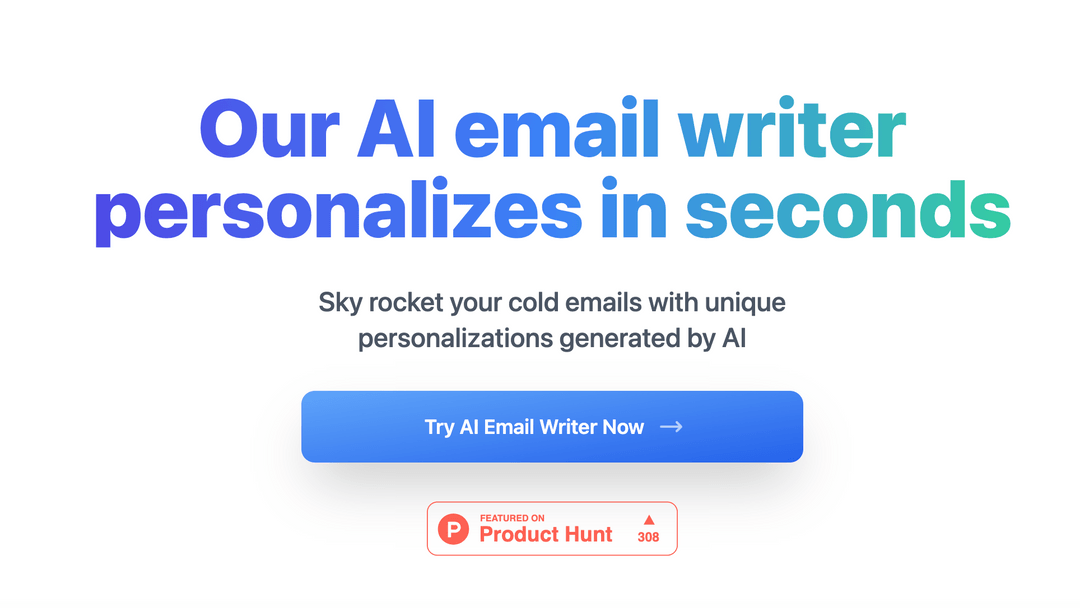 Our AI email writer
personalizes in seconds
Sky rocket your cold emails with unique
personalizations generated by AI
Try AI Email Writer Now →
P
FEATURED ON
Product Hunt
▲
308